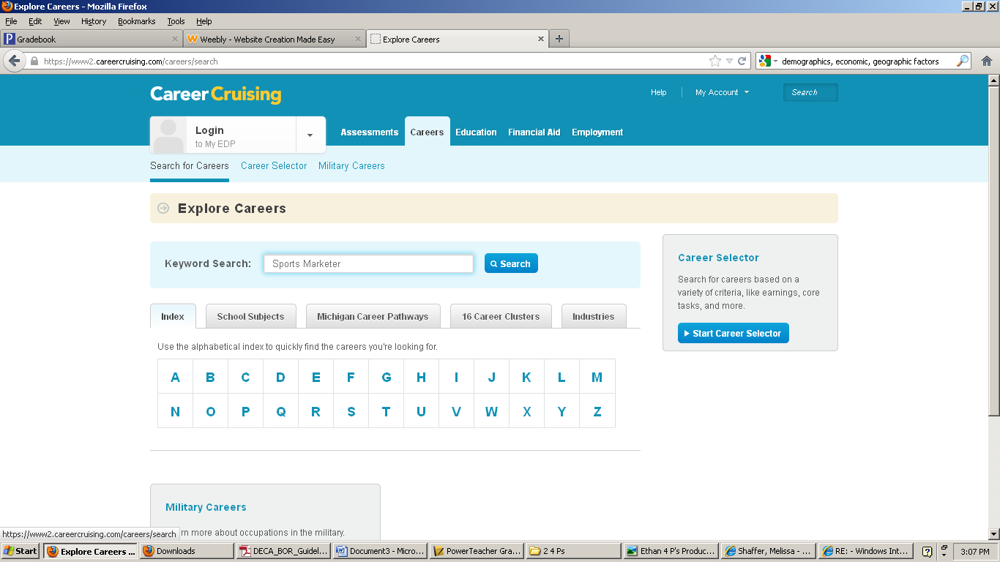 Explore Careers - Mozilla Firefox
File Edit View History Bookmarks Tools Help
Gradebook
Weebly - Website Creation Made Easy
Explore Careers
https://www2.careercruising.com/careers/search
demographics, economic, geographic factors
CareerCruising
Help
My Account
Search
Login
to My EDP
Assessments Careers Education Financial Aid Employment
Search for Careers Career Selector Military Careers
Explore Careers
Keyword Search: Sports Marketer Search
Index School Subjects Michigan Career Pathways 16 Career Clusters Industries
Use the alphabetical index to quickly find the careers you're looking for.
A B C D E F G H I J K L M
N O P Q R S T U V W X Y Z
Career Selector
Search for careers based on a
variety of criteria, like earnings, core
tasks, and more.
Start Career Selector
Military Careers
rn more about occupations in the military.
https://www2.careercruising.com/careers/search
Start
Explore Careers ...
Downloads
DECA_BOR_Guidel...
Document3 - Micro...
PowerTeacher Gra...
2 4 Ps
Ethan 4 P's Produc...
Shaffer, Melissa - ...
RE: - Windows Int...
3:07 PM